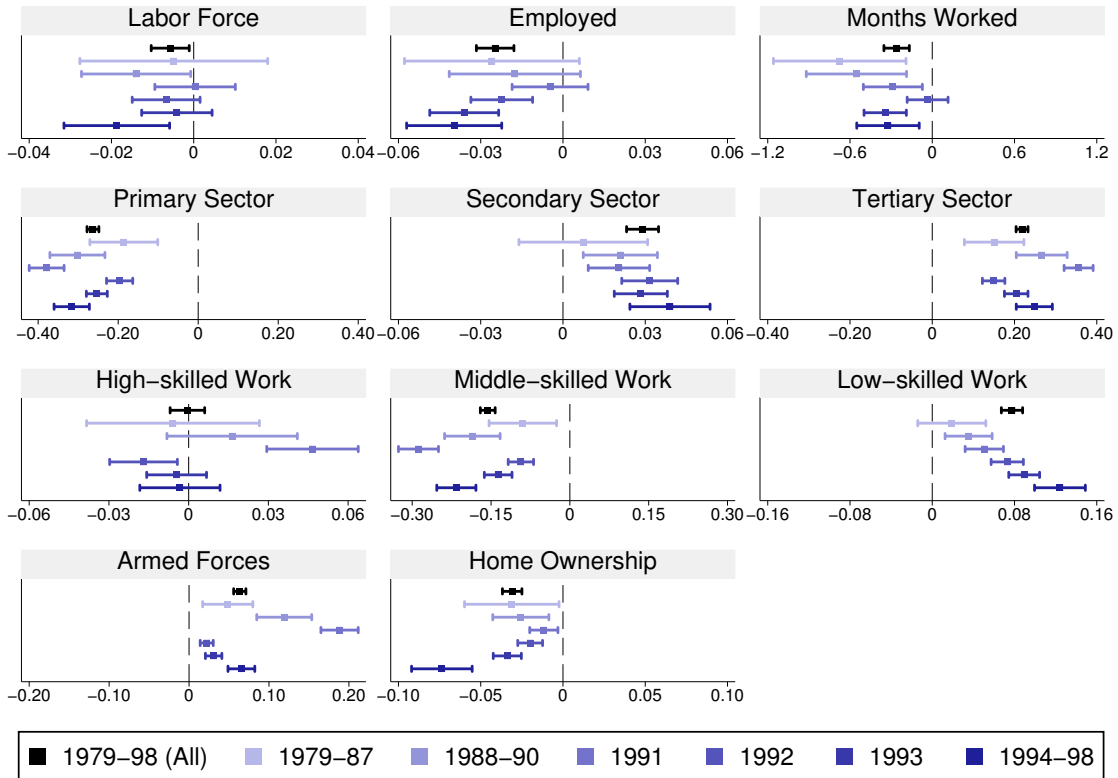 Labor Force Employed Months Worked
−0.04 −0.02 0 0.02 0.04 −0.06 −0.03 0 0.03 0.06 −1.2 −0.6 0 0.6 1.2
Primary Sector Secondary Sector Tertiary Sector
−0.40 −0.20 0 0.20 0.40 −0.06 −0.03 0 0.03 0.06 −0.40 −0.20 0 0.20 0.40
High−skilled Work Middle−skilled Work Low−skilled Work
−0.06 −0.03 0 0.03 0.06 −0.30 −0.15 0 0.15 0.30 −0.16 −0.08 0 0.08 0.16
Armed Forces Home Ownership
−0.20 −0.10 0 0.10 0.20 −0.10 −0.05 0 0.05 0.10
1979−98 (All) 1979−87 1988−90 1991 1992 1993 1994−98